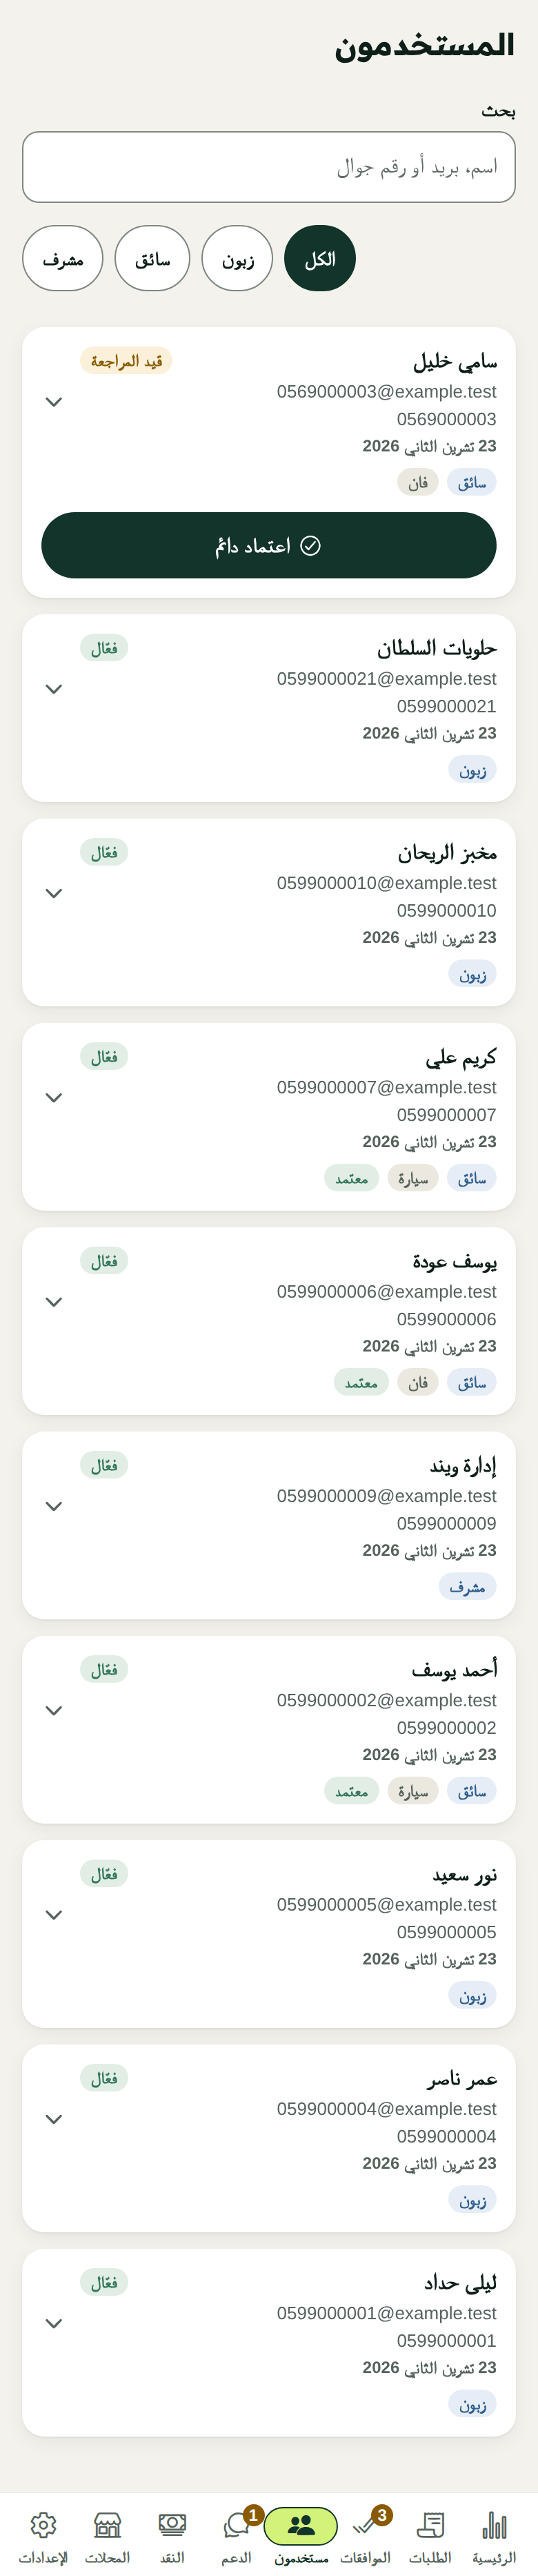 المستخدمون
بحث
اسم، بريد أو رقم جوال
الكل
زبون
سائق
مشرف
سامي خليل
قيد المراجعة
0569000003@example.test
0569000003
23 تشرين الثاني 2026
سائق
فان
اعتماد دائم
حلويات السلطان
فعّال
0599000021@example.test
0599000021
23 تشرين الثاني 2026
زبون
مخبز الريحان
فعّال
0599000010@example.test
0599000010
23 تشرين الثاني 2026
زبون
كريم علي
فعّال
0599000007@example.test
0599000007
23 تشرين الثاني 2026
سائق
سيارة
معتمد
يوسف عودة
فعّال
0599000006@example.test
0599000006
23 تشرين الثاني 2026
سائق
فان
معتمد
إدارة ويند
فعّال
0599000009@example.test
0599000009
23 تشرين الثاني 2026
مشرف
أحمد يوسف
فعّال
0599000002@example.test
0599000002
23 تشرين الثاني 2026
سائق
سيارة
معتمد
نور سعيد
فعّال
0599000005@example.test
0599000005
23 تشرين الثاني 2026
زبون
عمر ناصر
فعّال
0599000004@example.test
0599000004
23 تشرين الثاني 2026
زبون
ليلى حداد
فعّال
0599000001@example.test
0599000001
23 تشرين الثاني 2026
زبون
الرئيسية
الطلبات
3
الموافقات
مستخدمون
1
الدعم
النقد
المحلات
الإعدادات